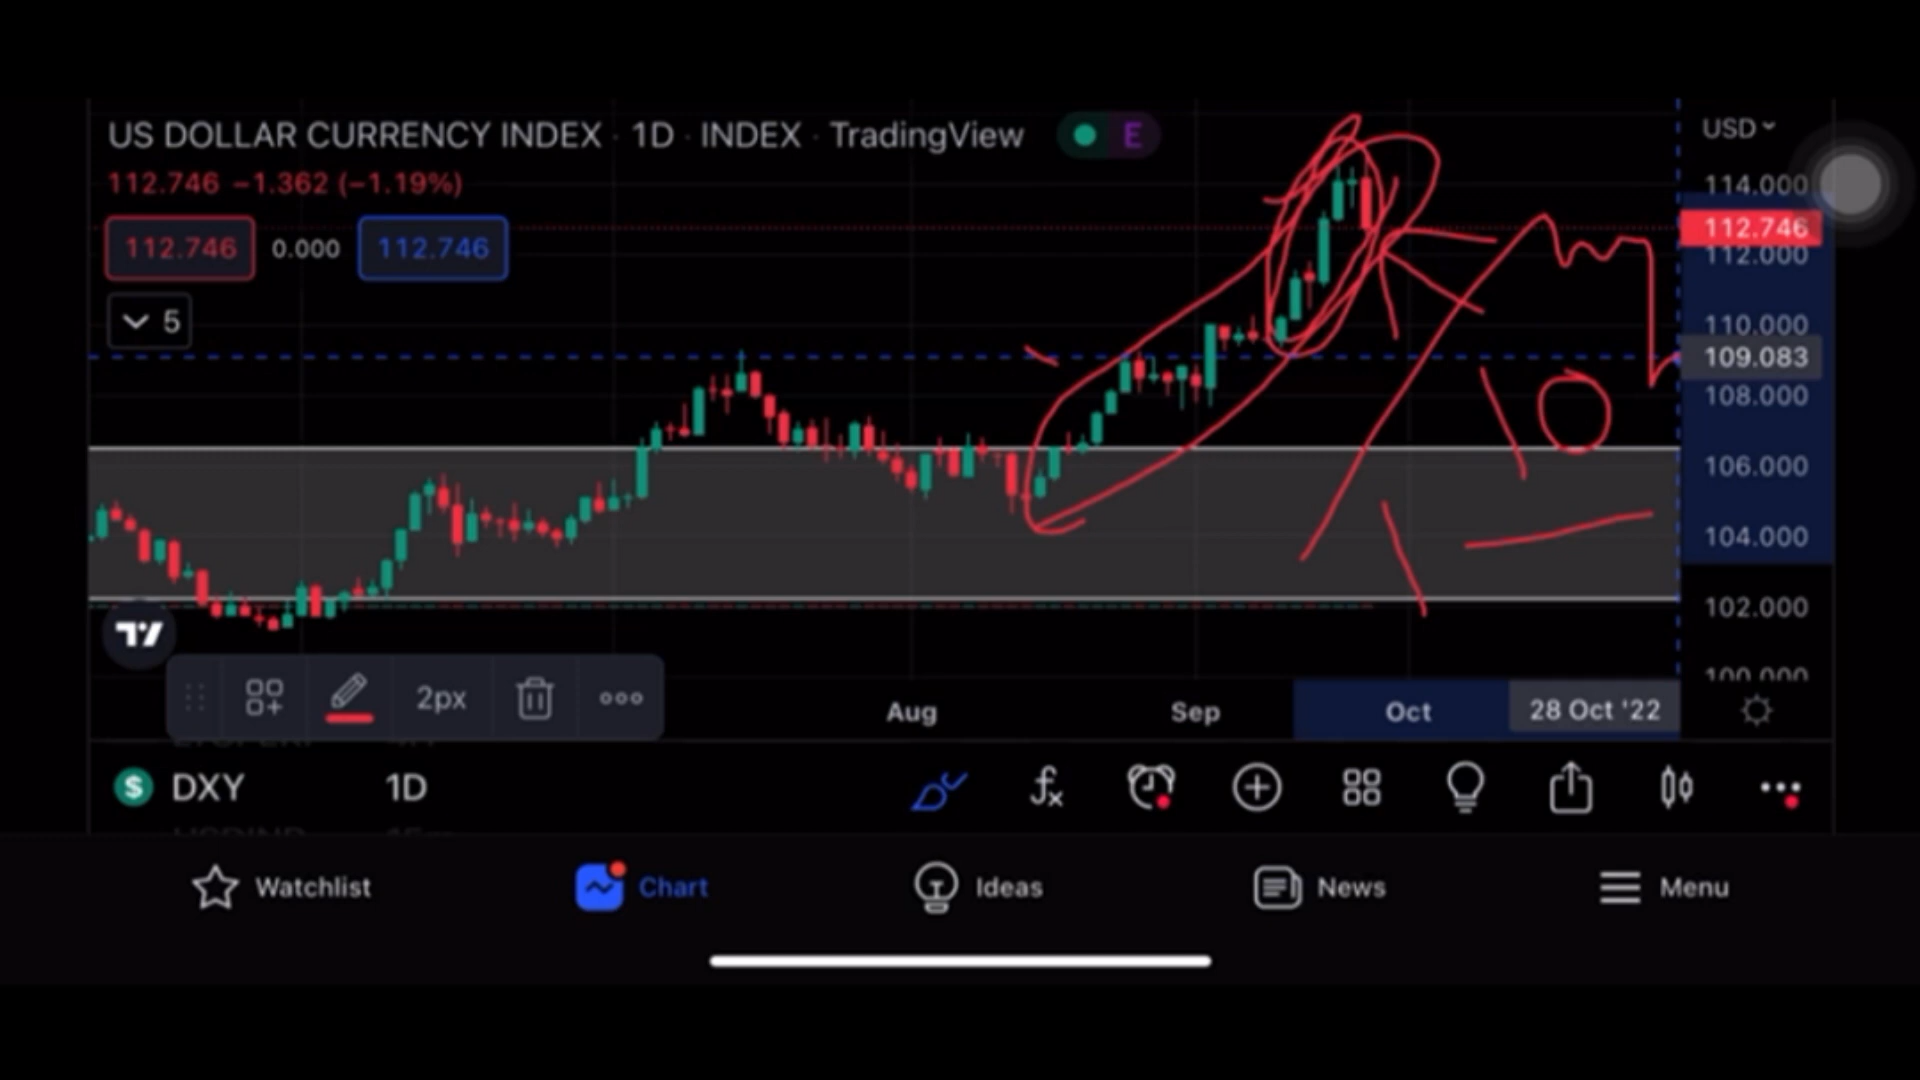 US DOLLAR CURRENCY INDEX · 1D · INDEX · TradingView E
USD
112.746 −1.362 (−1.19%)
112.746 0.000 112.746
5
114.000
112.746
112.000
110.000
109.083
108.000
106.000
104.000
102.000
100.000
10
2px
Aug Sep Oct 28 Oct '22
DXY 1D
Watchlist Chart Ideas News Menu